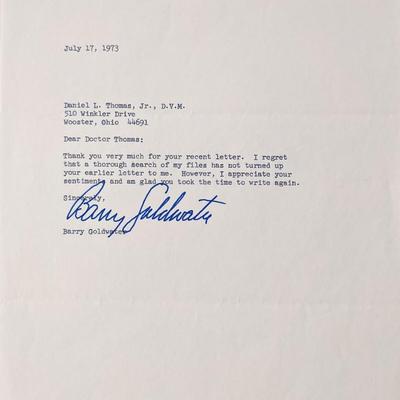 July 17, 1973
Daniel L. Thomas, Jr., D.V.M.
510 Winkler Drive
Wooster, Ohio 44691
Dear Doctor Thomas:
Thank you very much for your recent letter. I regret
that a thorough search of my files has not turned up
your earlier letter to me. However, I appreciate your
sentiments and am glad you took the time to write again.
Sincerely,
Barry Goldwater
Barry Goldwater